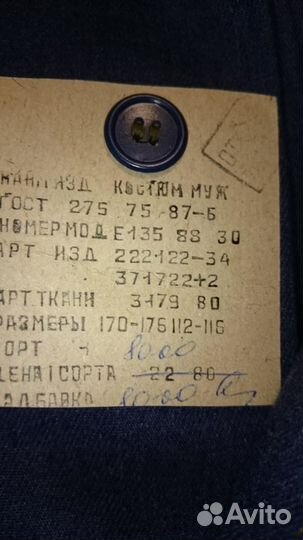 НАИМ ИЗД КОСТЮМ МУЖ
ГОСТ 275 75-87-Б
НОМЕР МОД Е135 88 30
АРТ ИЗД 222122-34
371722+2
АРТ.ТКАНИ 3179 80
РАЗМЕРЫ 170-176 112-116
СОРТ 8000
ЦЕНА 1 СОРТА 22 80
НАДБАВКА 8000
Avito